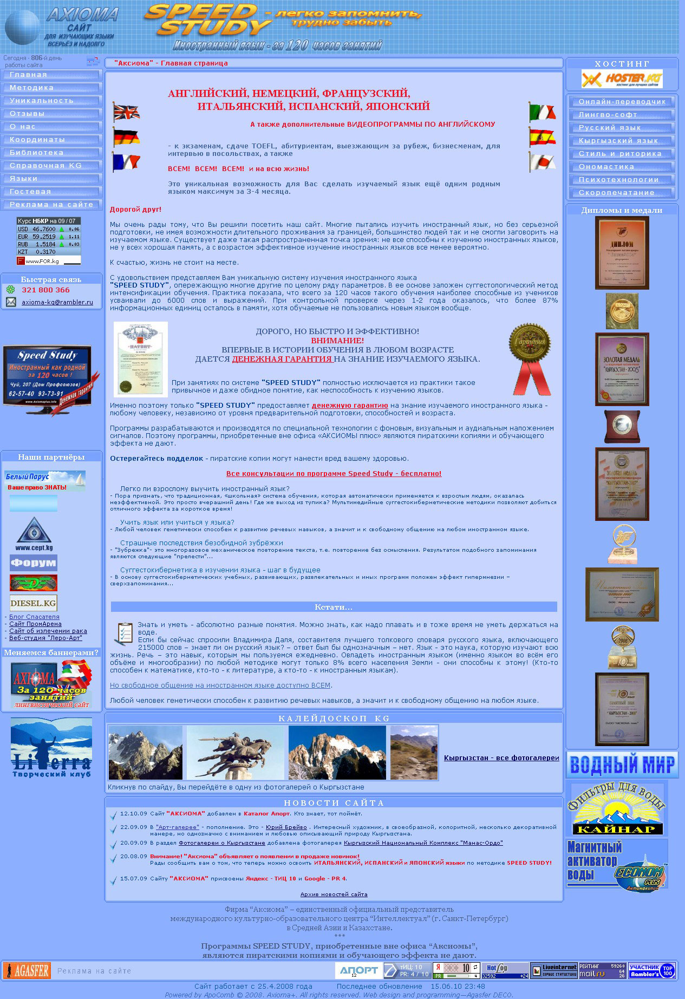 AXIOMA
САЙТ
ДЛЯ ИЗУЧАЮЩИХ ЯЗЫКИ
ВСЕРЬЁЗ И НАДОЛГО
SPEED STUDY - легко запомнить,
трудно забыть
Иностранный язык - за 120 часов занятий
Сегодня - 806-й день
работы сайта
Главная
Методика
Уникальность
Отзывы
О нас
Координаты
Библиотека
Справочная KG
Языки
Гостевая
Реклама на сайте
Курс НБКР на 09 / 07
USD 46.7600 0.06
EUR 59.2519 1.11
RUB 1.5184 0.03
KZT 0.3170
www.FOR.kg
Быстрая связь
321 800 366
axioma-kg@rambler.ru
Speed Study
Иностранный как родной
за 120 часов !
Чуй, 207 (Дом Профсоюзов)
62-57-40 93-73-91
www.Axiomaplus.info
Денежная гарантия
Наши партнёры
Белый Парус
Ваше право ЗНАТЬ!
www.cept.kg
Форум
D
DIESEL.KG
- Блог Спасателя
- Сайт ПромАрена
- Сайт об излечении рака
- Веб-студия "Леро-Арт"
Меняемся баннерами?
AXIOMA
За 120 часов
занятий
лингвистический сайт
LiTerra
Творческий клуб
"Аксиома" - Главная страница
АНГЛИЙСКИЙ, НЕМЕЦКИЙ, ФРАНЦУЗСКИЙ,
ИТАЛЬЯНСКИЙ, ИСПАНСКИЙ, ЯПОНСКИЙ
А также дополнительные ВИДЕОПРОГРАММЫ ПО АНГЛИЙСКОМУ
- к экзаменам, сдаче TOEFL, абитуриентам, выезжающим за рубеж, бизнесменам, для
интервью в посольствах, а также
ВСЕМ! ВСЕМ! ВСЕМ! и на всю жизнь!
Это уникальная возможность для Вас сделать изучаемый язык ещё одним родным
языком максимум за 3-4 месяца.
Дорогой друг!
Мы очень рады тому, что Вы решили посетить наш сайт. Многие пытались изучить иностранный язык, но без серьезной
подготовки, не имея возможности длительного проживания за границей, большинство людей так и не смогли заговорить на
изучаемом языке. Существует даже такая распространенная точка зрения: не все способны к изучению иностранных языков,
не у всех хорошая память, а с возрастом эффективное изучение иностранных языков все менее вероятно.
К счастью, жизнь не стоит на месте.
С удовольствием представляем Вам уникальную систему изучения иностранного языка
"SPEED STUDY", опережающую многие другие по целому ряду параметров. В ее основе заложен суггестологический метод
интенсификации обучения. Практика показала, что всего за 120 часов такого обучения наиболее способные из учеников
усваивали до 6000 слов и выражений. При контрольной проверке через 1-2 года оказалось, что более 87%
информационных единиц осталось в памяти, хотя обучаемые не пользовались новым языком вообще.
ПАТЕНТ
ДОРОГО, НО БЫСТРО И ЭФФЕКТИВНО!
ВНИМАНИЕ!
ВПЕРВЫЕ В ИСТОРИИ ОБУЧЕНИЯ В ЛЮБОМ ВОЗРАСТЕ
ДАЕТСЯ ДЕНЕЖНАЯ ГАРАНТИЯ НА ЗНАНИЕ ИЗУЧАЕМОГО ЯЗЫКА.
Гарантия
При занятиях по системе "SPEED STUDY" полностью исключается из практики такое
привычное и даже обидное понятие, как неспособность к изучению языков.
Именно поэтому только "SPEED STUDY" предоставляет денежную гарантию на знание изучаемого иностранного языка -
любому человеку, независимо от уровня предварительной подготовки, способностей и возраста.
Программы разрабатываются и производятся по специальной технологии с фоновым, визуальным и аудиальным наложением
сигналов. Поэтому программы, приобретенные вне офиса «АКСИОМЫ плюс» являются пиратскими копиями и обучающего
эффекта не дают.
Остерегайтесь подделок - пиратские копии могут нанести вред вашему здоровью.
Все консультации по программе Speed Study - бесплатно!
Легко ли взрослому выучить иностранный язык?
- Пора признать, что традиционная, «школьная» система обучения, которая автоматически применяется к взрослым людям, оказалась
неэффективной. Это просто вчерашний день! Где же выход из тупика? Мультимедийные суггестокибернетические методики позволяют добиться
отличного эффекта за короткое время!
Учить язык или учиться у языка?
- Любой человек генетически способен к развитию речевых навыков, а значит и к свободному общению на любом иностранном языке.
Страшные последствия безобидной зубрёжки
- "Зубрежка"- это многоразовое механическое повторение текста, т.е. повторение без осмысления. Результатом подобного запоминания
являются следующие "прелести"...
Суггестокибернетика в изучении языка - шаг в будущее
- В основу суггестокибернетических учебных, развивающих, развлекательных и иных программ положен эффект гипермнезии –
сверхзапоминания...
Кстати...
Знать и уметь - абсолютно разные понятия. Можно знать, как надо плавать и в тоже время не уметь держаться на
воде.
Если бы сейчас спросили Владимира Даля, составителя лучшего толкового словаря русского языка, включающего
215000 слов – знает ли он русский язык? – ответ был бы однозначным – нет. Язык - это наука, которую изучают всю
жизнь. Речь – это навык, которым мы пользуемся ежедневно. Овладеть иностранным языком (именно языком во всём его
объёме и многообразии) по любой методике могут только 8% всего населения Земли - они способны к этому! (Кто-то
способен к математике, кто-то - к литературе, а кто-то - к иностранным языкам).
Но свободное общение на иностранном языке доступно ВСЕМ.
Любой человек генетически способен к развитию речевых навыков, а значит и к свободному общению на любом языке.
КАЛЕЙДОСКОП KG
Кыргызстан - все фотогалереи
Кликнув по слайду, Вы перейдёте в одну из фотогалерей о Кыргызстане
НОВОСТИ САЙТА
12.10.09 Сайт "АКСИОМА" добавлен в Каталог Апорт. Кто знает, тот поймёт.
22.09.09 В "Арт-галерее" - пополнение. Это - Юрий Брейво . Интересный художник, в своеобразной, колоритной, несколько декоративной
манере, но однозначно с вниманием и любовью описывающий природу Кыргызстана.
20.09.09 В раздел Фотогалереи о Кыргызстане добавлена фотогалерея Кыргызский Национальный Комплекс "Манас-Ордо"
20.08.09 Внимание! "Аксиома" объявляет о появлении в продаже новинок!
Рады сообщить вам о том, что теперь можно освоить ИТАЛЬЯНСКИЙ, ИСПАНСКИЙ и ЯПОНСКИЙ языки по методике SPEED STUDY!
15.07.09 Сайту "АКСИОМА" присвоены Яндекс - ТИЦ 10 и Google - PR 4.
Архив новостей сайта
ХОСТИНГ
HOSTER.KG
хостинг для лучших сайтов
Онлайн-переводчик
Лингво-софт
Русский язык
Кыргызский язык
Стиль и риторика
Ономастика
Психотехнологии
Скоропечатание
Дипломы и медали
ДИПЛОМ
ЗОЛОТАЯ МЕДАЛЬ
"КЫРГЫЗСТАН - 2005"
Золотая медаль
"КЫРГЫЗСТАН-2007"
SPEED STUDY
2008
10
ПАМЯТНЫЙ ЗНАК
"КЫРГЫЗСТАН - 2008"
ОсОО "АКСИОМА плюс"
ВОДНЫЙ МИР
Фильтры для воды
КАЙНАР
Магнитный
активатор
воды
ECONOM
PLUS
Антинакипин
Фирма “Аксиома” – единственный официальный представитель
международного культурно-образовательного центра “Интеллектуал” (г. Санкт-Петербург)
в Средней Азии и Казахстане.
***
Программы SPEED STUDY, приобретенные вне офиса “Аксиомы”,
являются пиратскими копиями и обучающего эффекта не дают.
AGASFER
Реклама на сайте
АПОРТ
12
тИЦ: 10
PR: 4 / 10
Я 10
PR 4
HotLog
32592 +24
Liveinternet
СЕРВИС СТАТИСТИКИ
РЕЙТИНГ 59260
mail.ru 64
26
УЧАСТНИК
Rambler's
TOP 100
Сайт работает с 25.4.2008 года Последнее обновление 15.06.10 23:48
Powered by ApoComb © 2008. Axioma+. All rights reserved. Web design and programming—Agasfer DECO.